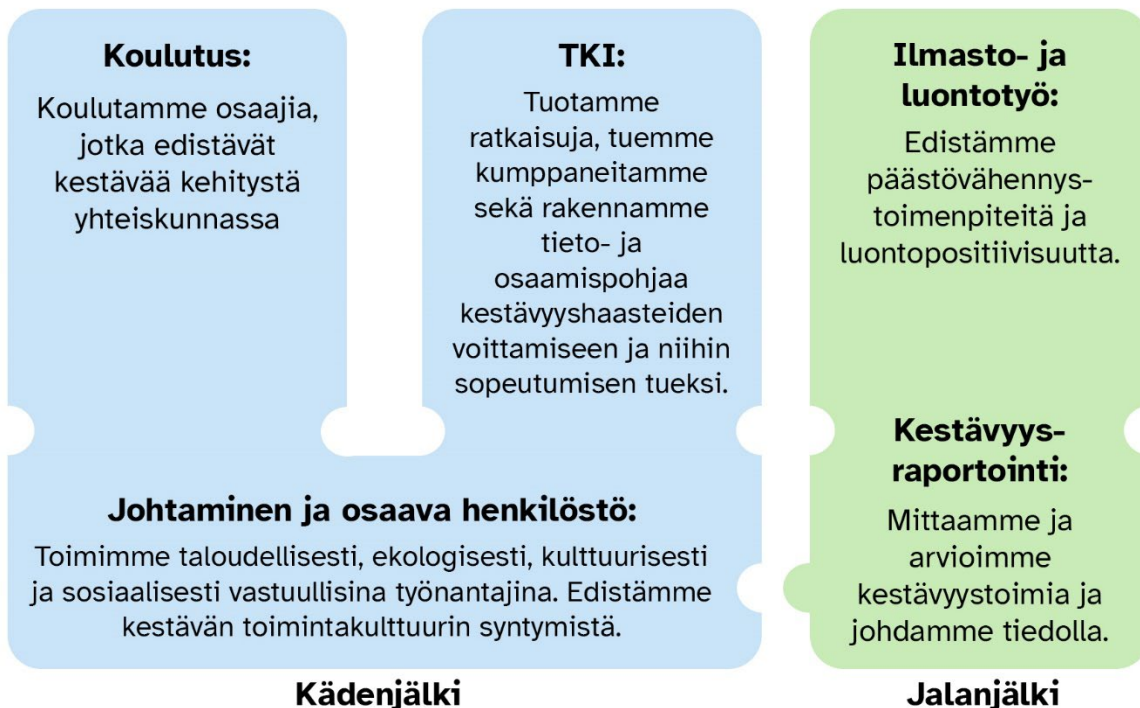 Koulutus:
Koulutamme osaajia,
jotka edistävät
kestävää kehitystä
yhteiskunnassa
TKI:
Tuotamme
ratkaisuja, tuemme
kumppaneitamme
sekä rakennamme
tieto- ja
osaamispohjaa
kestävyyshaasteiden
voittamiseen ja niihin
sopeutumisen tueksi.
Johtaminen ja osaava henkilöstö:
Toimimme taloudellisesti, ekologisesti, kulttuurisesti
ja sosiaalisesti vastuullisina työnantajina. Edistämme
kestävän toimintakulttuurin syntymistä.
Kädenjälki
Ilmasto- ja
luontotyö:
Edistämme
päästövähennys-
toimenpiteitä ja
luontopositiivisuutta.
Kestävyys-
raportointi:
Mittaamme ja
arvioimme
kestävyystoimia ja
johdamme tiedolla.
Jalanjälki